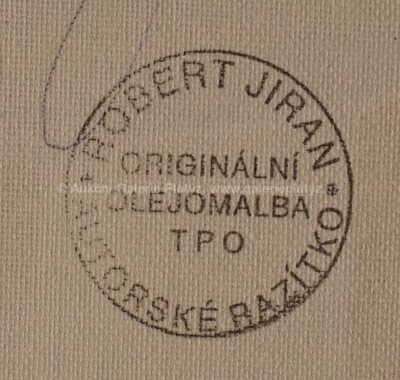 ROBERT JIRAN
ORIGINÁLNÍ
OLEJOMALBA
TPO
AUTORSKÉ RAZÍTKO